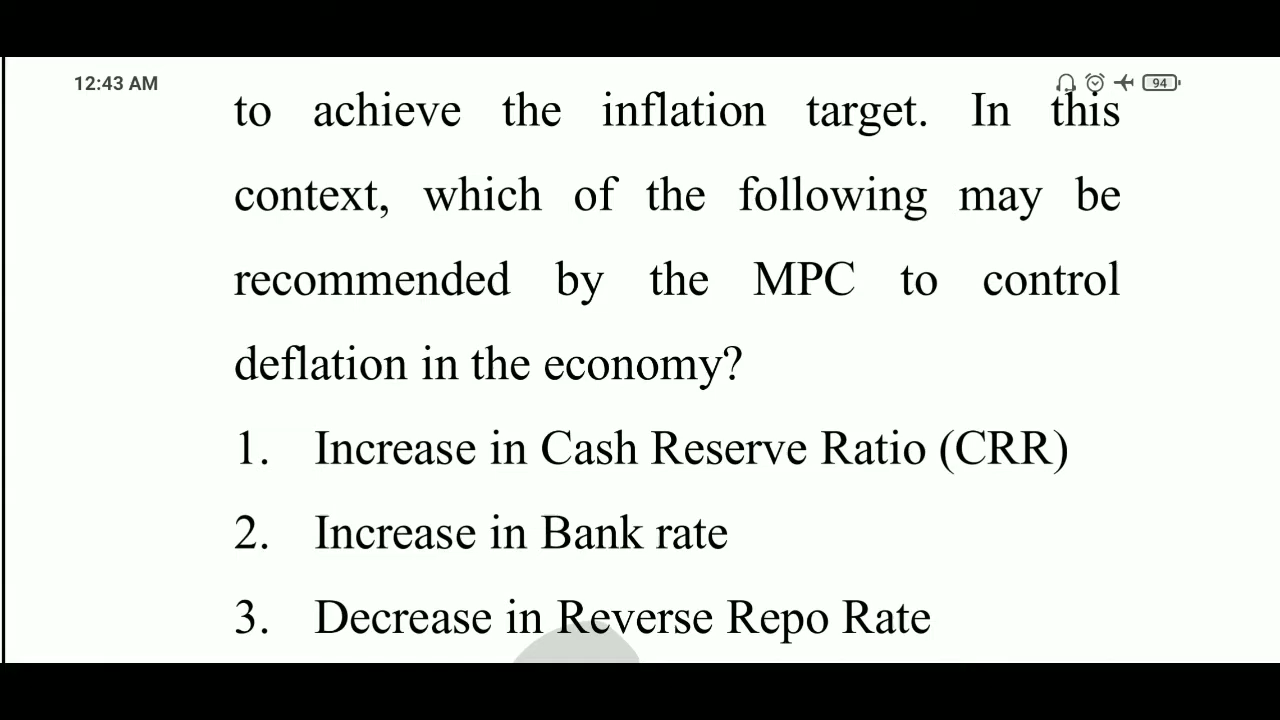 12:43 AM 94
to achieve the inflation target. In this
context, which of the following may be
recommended by the MPC to control
deflation in the economy?
1. Increase in Cash Reserve Ratio (CRR)
2. Increase in Bank rate
3. Decrease in Reverse Repo Rate